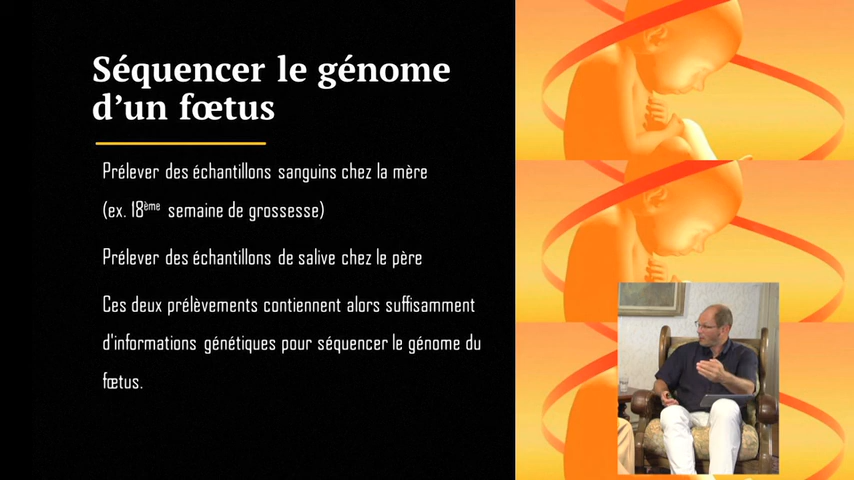 Séquencer le génome
d’un fœtus
Prélever des échantillons sanguins chez la mère
(ex. 18ème semaine de grossesse)
Prélever des échantillons de salive chez le père
Ces deux prélèvements contiennent alors suffisamment
d'informations génétiques pour séquencer le génome du
fœtus.